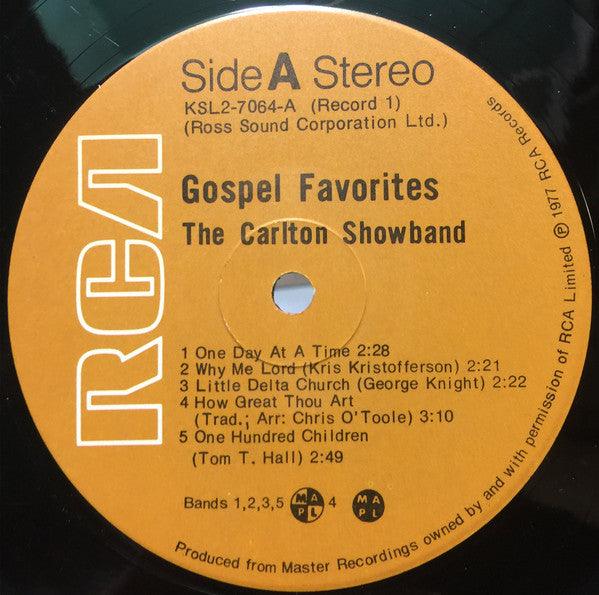 Side A Stereo
KSL2-7064-A (Record 1)
(Ross Sound Corporation Ltd.)
Gospel Favorites
The Carlton Showband
RCA
1 One Day At A Time 2:28
2 Why Me Lord (Kris Kristofferson) 2:21
3 Little Delta Church (George Knight) 2:22
4 How Great Thou Art
(Trad.; Arr: Chris O'Toole) 3:10
5 One Hundred Children
(Tom T. Hall) 2:49
Bands 1,2,3,5 MAPL 4 MAPL
Produced from Master Recordings owned by and with permission of RCA Limited ℗ 1977 RCA Records